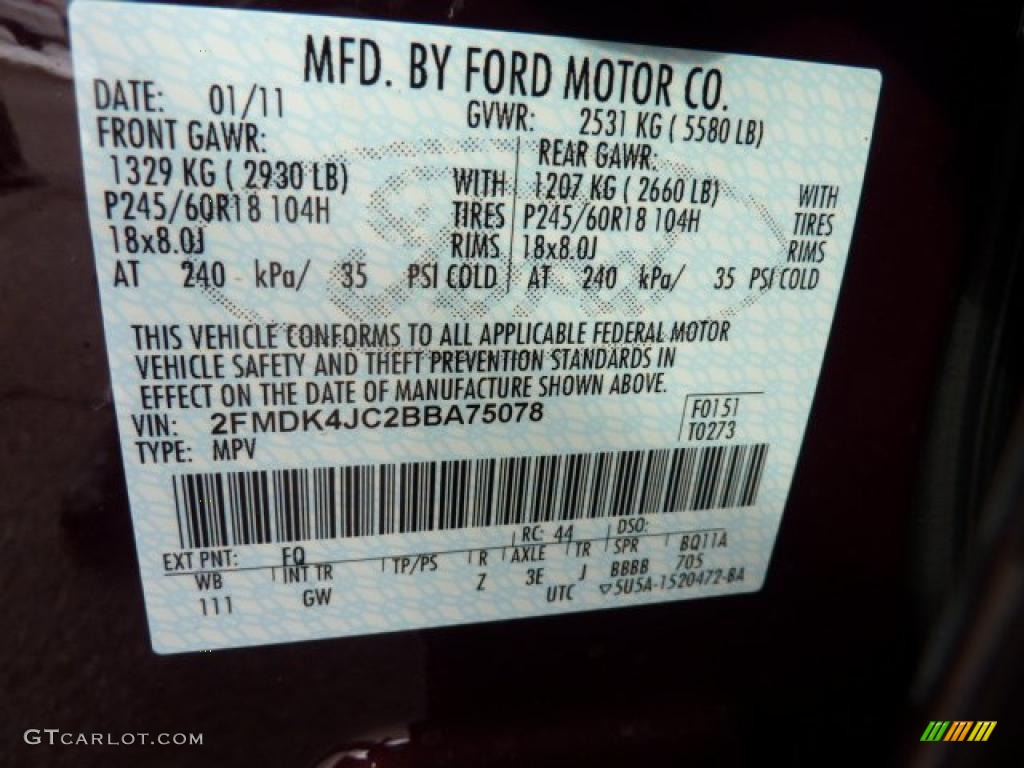 MFD. BY FORD MOTOR CO.
DATE: 01/11 GVWR: 2531 KG ( 5580 LB)
FRONT GAWR: REAR GAWR:
1329 KG ( 2930 LB) WITH 1207 KG ( 2660 LB) WITH
P245/60R18 104H TIRES P245/60R18 104H TIRES
18x8.0J RIMS 18x8.0J RIMS
AT 240 kPa/ 35 PSI COLD AT 240 kPa/ 35 PSI COLD
THIS VEHICLE CONFORMS TO ALL APPLICABLE FEDERAL MOTOR
VEHICLE SAFETY AND THEFT PREVENTION STANDARDS IN
EFFECT ON THE DATE OF MANUFACTURE SHOWN ABOVE.
VIN: 2FMDK4JC2BBA75078 F0151
TYPE: MPV T0273
EXT PNT: FQ RC: 44 DSO:
WB INT TR TP/PS R AXLE TR SPR BQ11A
111 GW Z 3E J BBBB 705
UTC ▽5U5A-1520472-BA
GTCARLOT.COM